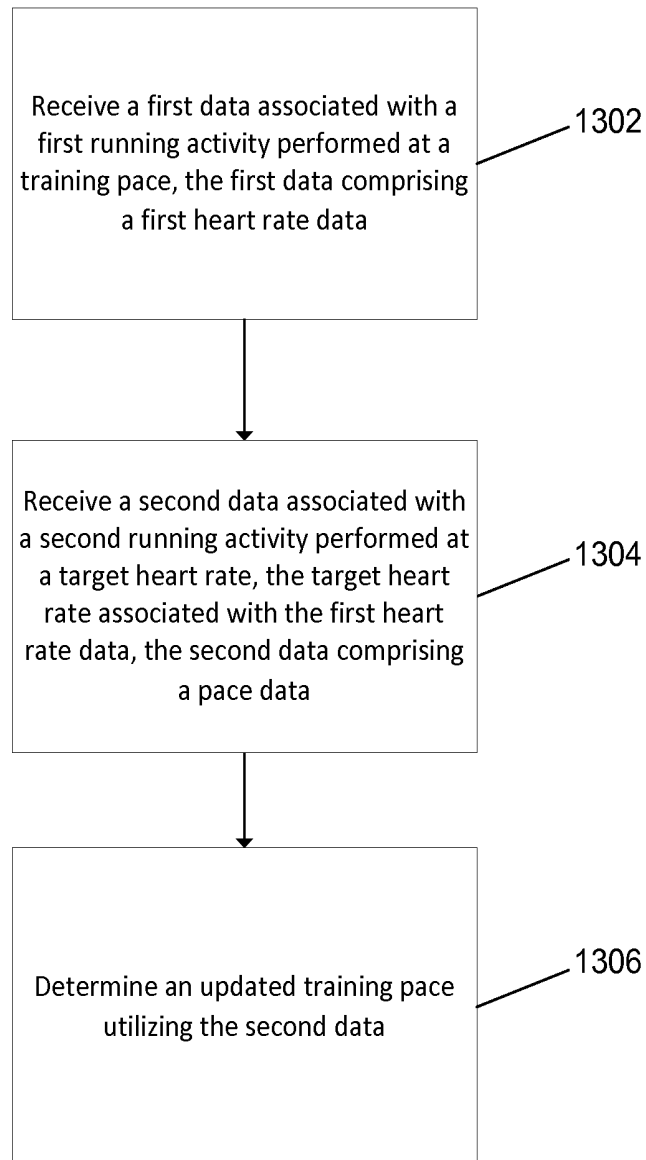 Receive a first data associated with a
first running activity performed at a
training pace, the first data comprising
a first heart rate data
1302
Receive a second data associated with
a second running activity performed at
a target heart rate, the target heart
rate associated with the first heart
rate data, the second data comprising
a pace data
1304
Determine an updated training pace
utilizing the second data
1306